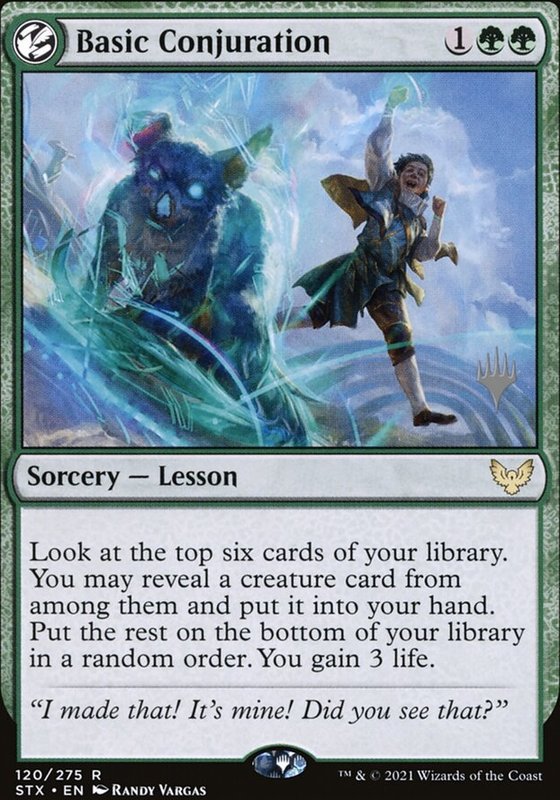 Basic Conjuration 1
Sorcery — Lesson
Look at the top six cards of your library.
You may reveal a creature card from
among them and put it into your hand.
Put the rest on the bottom of your library
in a random order. You gain 3 life.
“I made that! It’s mine! Did you see that?”
120/275 R
STX • EN RANDY VARGAS
™ & © 2021 Wizards of the Coast